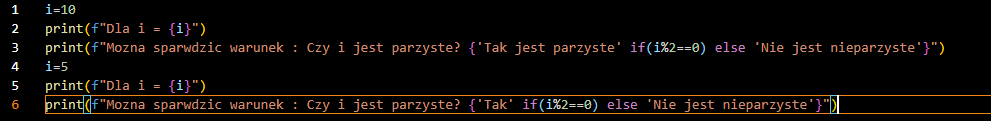 1 i=10
2 print(f"Dla i = {i}")
3 print(f"Mozna sparwdzic warunek : Czy i jest parzyste? {'Tak jest parzyste' if(i%2==0) else 'Nie jest nieparzyste'}")
4 i=5
5 print(f"Dla i = {i}")
6 print(f"Mozna sparwdzic warunek : Czy i jest parzyste? {'Tak' if(i%2==0) else 'Nie jest nieparzyste'}")